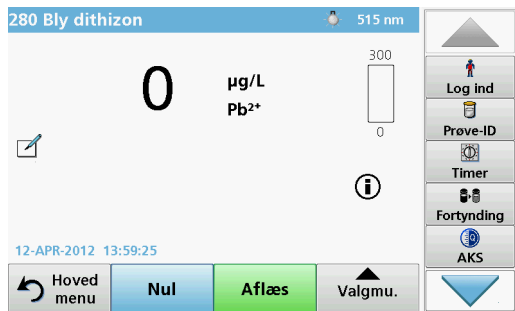 280 Bly dithizon
515 nm
300
0
µg/L
Pb²⁺
0
12-APR-2012 13:59:25
Hoved
menu
Nul
Aflæs
Valgmu.
Log ind
Prøve-ID
Timer
Fortynding
AKS